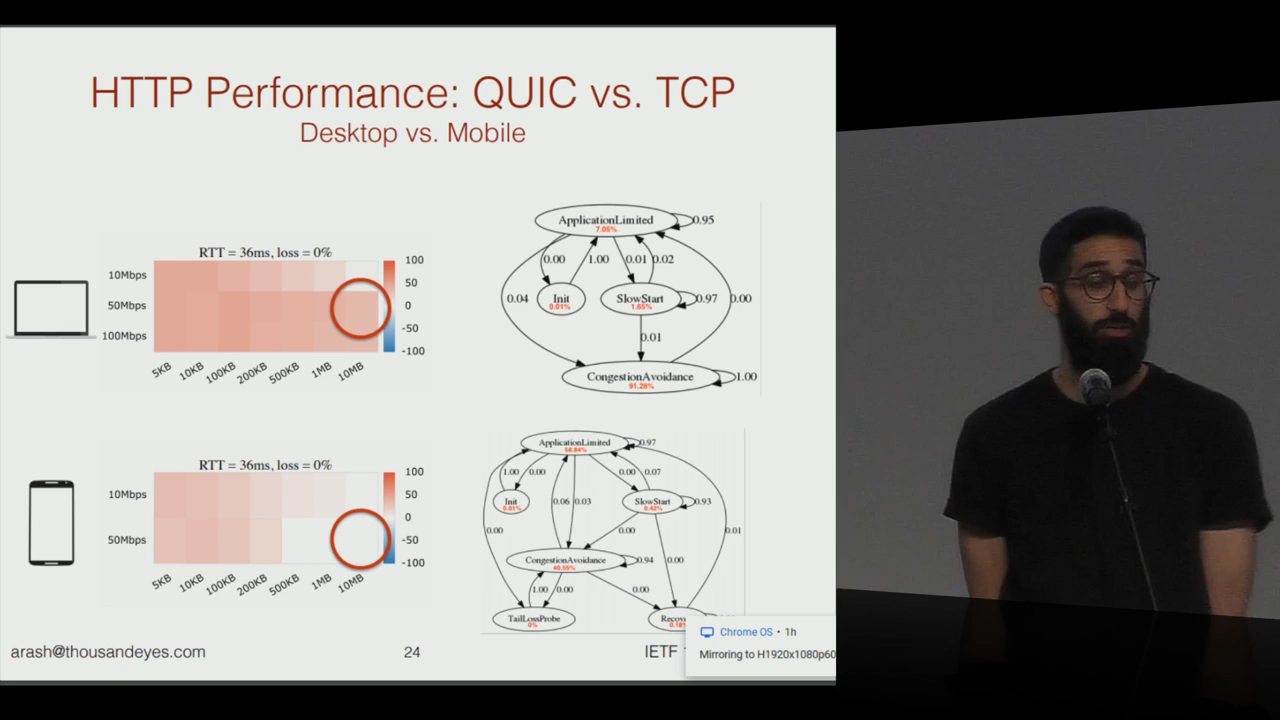 HTTP Performance: QUIC vs. TCP
Desktop vs. Mobile
RTT = 36ms, loss = 0%
10Mbps
50Mbps
100Mbps
5KB 10KB 100KB 200KB 500KB 1MB 10MB
100
50
0
-50
-100
ApplicationLimited
7.05%
0.95
0.00 1.00 0.01 0.02
0.04 Init 0.01% SlowStart 1.65% 0.97 0.00
0.01
CongestionAvoidance
91.28%
1.00
RTT = 36ms, loss = 0%
10Mbps
50Mbps
5KB 10KB 100KB 200KB 500KB 1MB 10MB
100
50
0
-50
-100
ApplicationLimited
58.84%
0.97
1.00 0.00 0.00 0.07
Init 0.01% 0.06 0.03 SlowStart 0.42% 0.93
0.00 0.00 0.01
CongestionAvoidance
40.55%
0.94 0.00
1.00 0.00 0.00
TailLossProbe
0%
0.18%
Chrome OS • 1h
Mirroring to H1920x1080p60
arash@thousandeyes.com 24 IETF